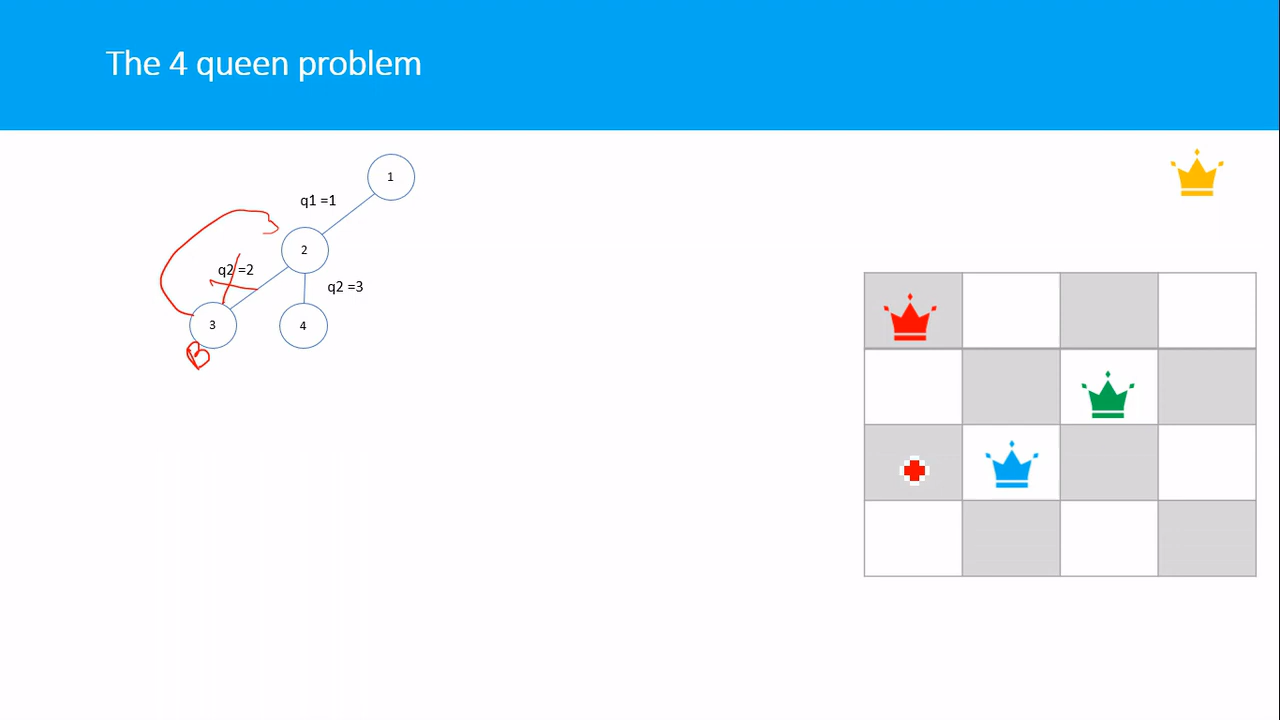 The 4 queen problem
1
q1 =1
2
q2 =2
q2 =3
3
4
B